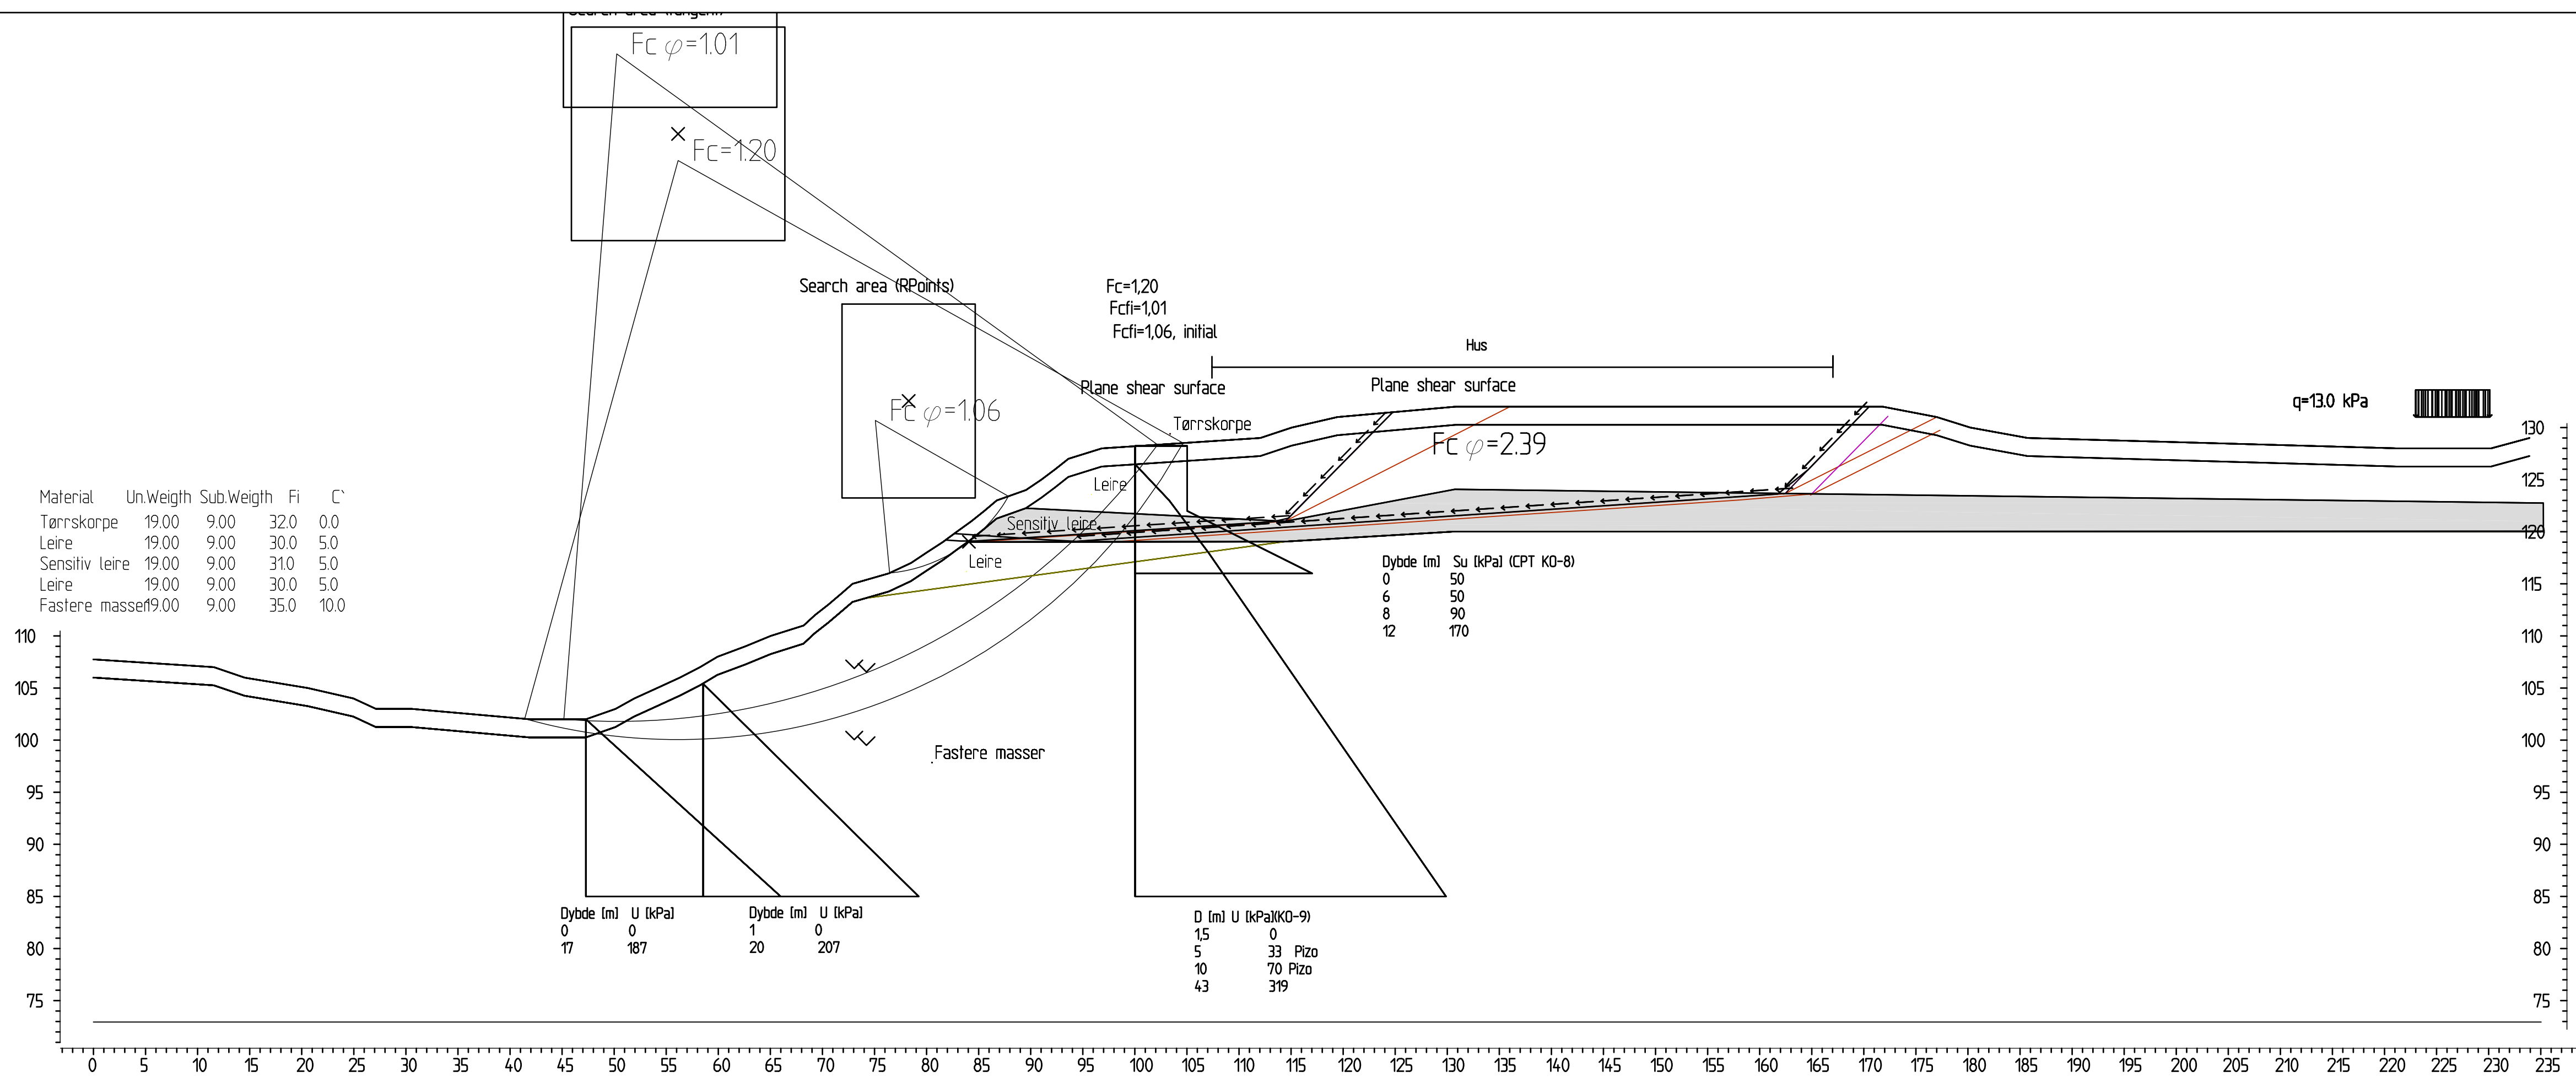 Fc φ=1.01
Fc=1.20
Search area (RPoints)
Fc=1,20
Fcfi=1,01
Fcfi=1,06, initial
Hus
Plane shear surface
Plane shear surface
q=13.0 kPa
Fc φ=1.06
Tørrskorpe
Fc φ=2.39
Leire
Sensitiv leire
Leire
Material Un.Weigth Sub.Weigth Fi C`
Tørrskorpe 19.00 9.00 32.0 0.0
Leire 19.00 9.00 30.0 5.0
Sensitiv leire 19.00 9.00 31.0 5.0
Leire 19.00 9.00 30.0 5.0
Fastere masser 19.00 9.00 35.0 10.0
Dybde [m] Su [kPa] (CPT KO-8)
0 50
6 50
8 90
12 170
Fastere masser
Dybde [m] U [kPa]
0 0
17 187
Dybde [m] U [kPa]
1 0
20 207
D [m] U [kPa](KO-9)
1,5 0
5 33 Pizo
10 70 Pizo
43 319
110
105
100
95
90
85
80
75
130
125
120
115
110
105
100
95
90
85
80
75
0 5 10 15 20 25 30 35 40 45 50 55 60 65 70 75 80 85 90 95 100 105 110 115 120 125 130 135 140 145 150 155 160 165 170 175 180 185 190 195 200 205 210 215 220 225 230 235